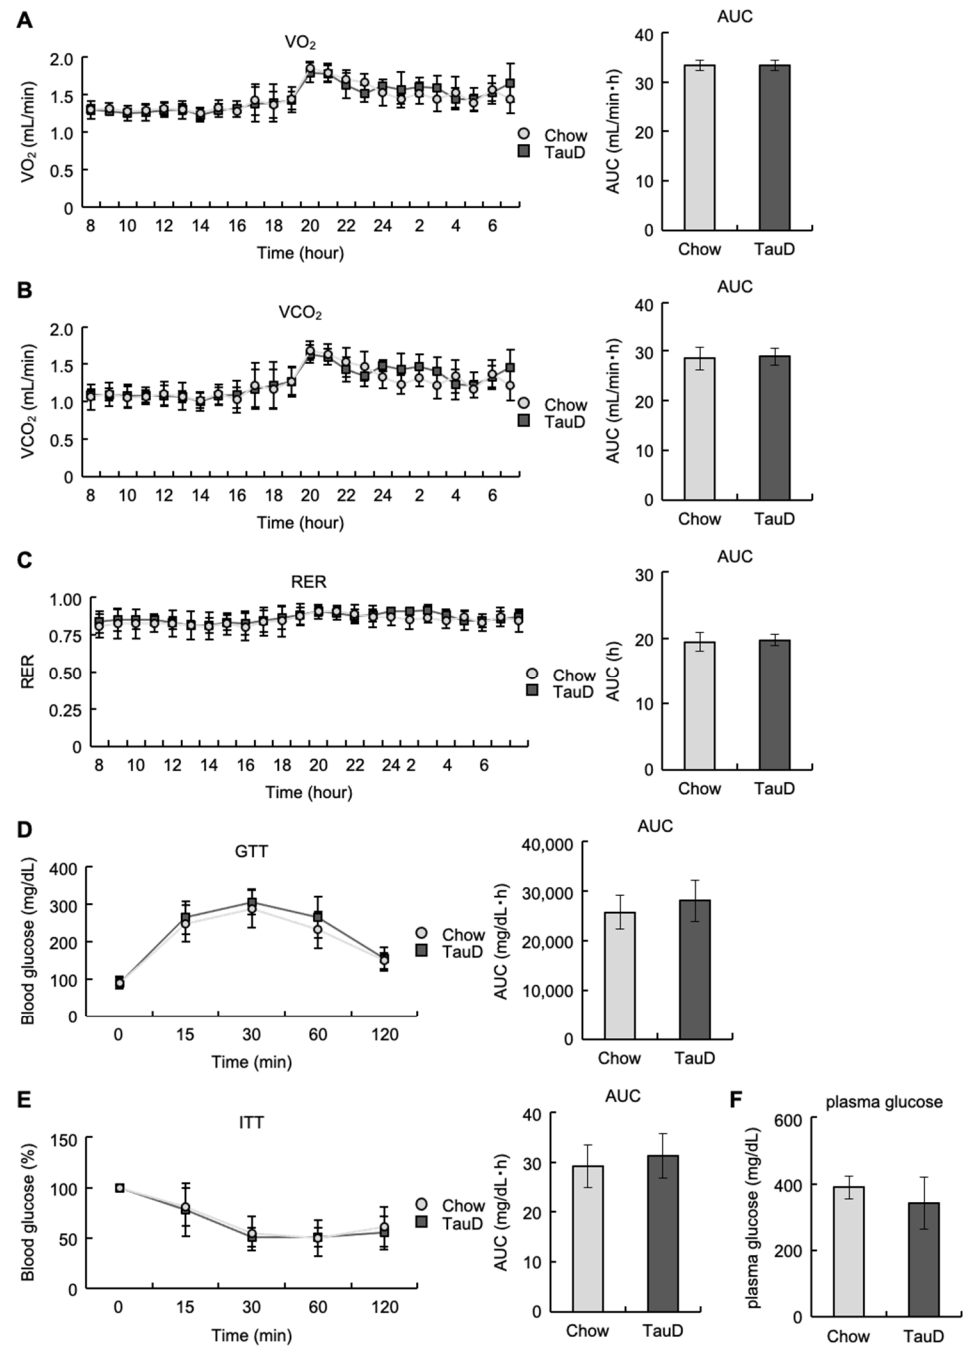 A
VO₂
VO₂ (mL/min)
2.0
1.5
1.0
0.5
0
8 10 12 14 16 18 20 22 24 2 4 6
Time (hour)
Chow
TauD
AUC
AUC (mL/min·h)
40
30
20
10
0
Chow TauD
B
VCO₂
VCO₂ (mL/min)
2.0
1.5
1.0
0.5
0
8 10 12 14 16 18 20 22 24 2 4 6
Time (hour)
Chow
TauD
AUC
AUC (mL/min·h)
40
30
20
10
0
Chow TauD
C
RER
RER
1.00
0.75
0.50
0.25
0
8 10 12 14 16 18 20 22 24 2 4 6
Time (hour)
Chow
TauD
AUC
AUC (h)
30
20
10
0
Chow TauD
D
GTT
Blood glucose (mg/dL)
400
300
200
100
0
0 15 30 60 120
Time (min)
Chow
TauD
AUC
AUC (mg/dL·h)
40,000
30,000
20,000
10,000
0
Chow TauD
E
ITT
Blood glucose (%)
150
100
50
0
0 15 30 60 120
Time (min)
Chow
TauD
AUC
AUC (mg/dL·h)
40
30
20
10
0
Chow TauD
F
plasma glucose
plasma glucose (mg/dL)
600
400
200
0
Chow TauD